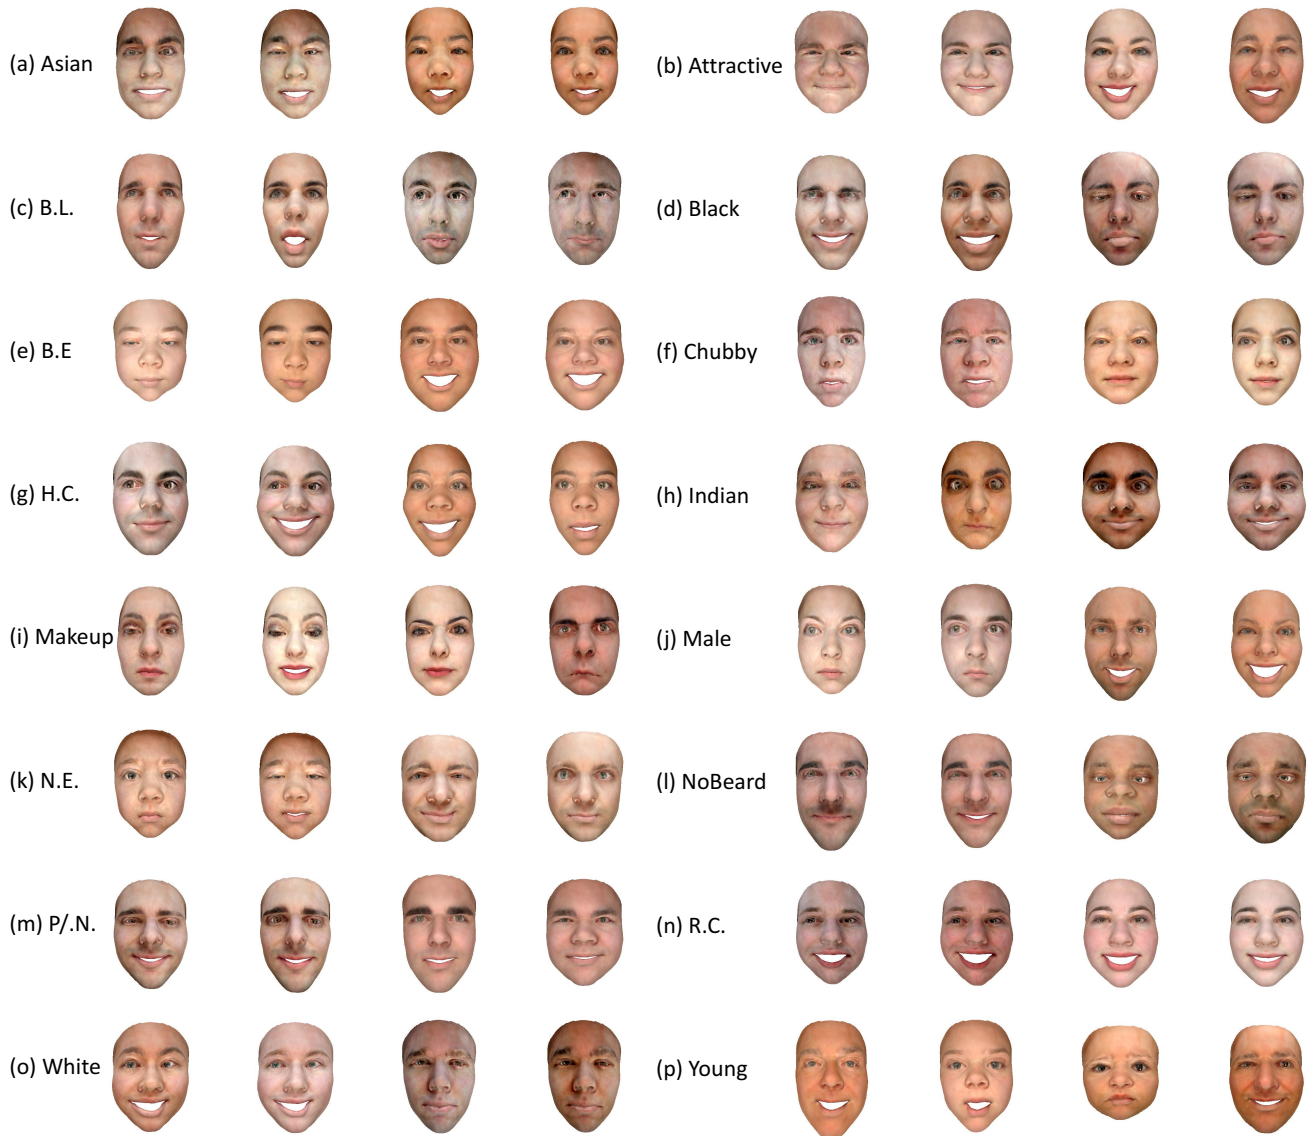 (a) Asian
(b) Attractive
(c) B.L.
(d) Black
(e) B.E
(f) Chubby
(g) H.C.
(h) Indian
(i) Makeup
(j) Male
(k) N.E.
(l) NoBeard
(m) P/.N.
(n) R.C.
(o) White
(p) Young